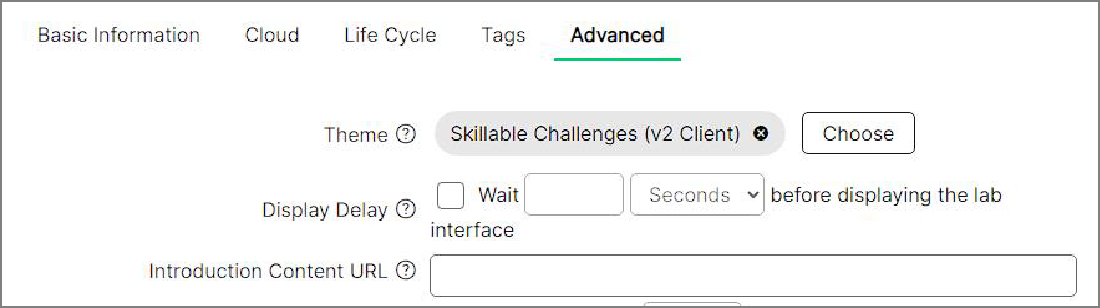 Basic Information Cloud Life Cycle Tags Advanced
Theme Skillable Challenges (v2 Client) Choose
Display Delay Wait Seconds before displaying the lab
interface
Introduction Content URL